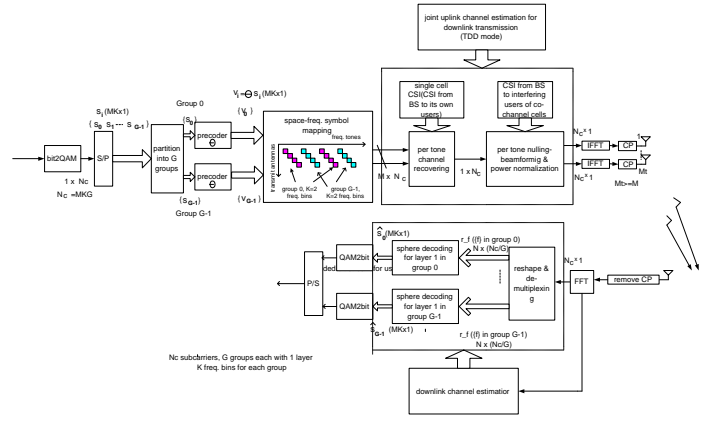 joint uplink channel estimation for
downlink transmission
(TDD mode)
V_i=Θ S_i(MKx1)
Group 0
S_i(MKx1)
(S_0 S_1 ---- S_G-1)
(S_0)
(V_0)
bit2QAM
S/P
1 x Nc
N_C =MKG
partition
into G
groups
precoder
Θ
precoder
Θ
(S_G-1)
(V_G-1)
Group G-1
space-freq. symbol
mapping
freq. tones
transmt antennas
group 0, K=2
freq. bins
group G-1,
K=2 freq. bins
M x N_C
single cell
CSI(CSI from
BS to its own
users)
CSI from BS
to interfering
users of co-
channel cells
per tone
channel
recovering
1 x N_C
per tone nulling-
beamformig &
power normalization
N_C x 1
IFFT
CP
1
IFFT
CP
N_C x 1
Mt
Mt>=M
Ŝ_0(MKx1)
r_f ((f) in group 0)
N x (Nc/G)
P/S
QAM2bit
ded
for us
sphere decoding
for layer 1 in
group 0
reshape &
de-
multiplexin
g
N_C x 1
FFT
remove CP
QAM2bit
sphere decoding
for layer 1 in
group G-1
Ŝ_G-1 (MKx1)
r_f ((f) in group G-1)
N x (Nc/G)
Nc subcarriers, G groups each with 1 layer
K freq. bins for each group
downlink channel estimatior